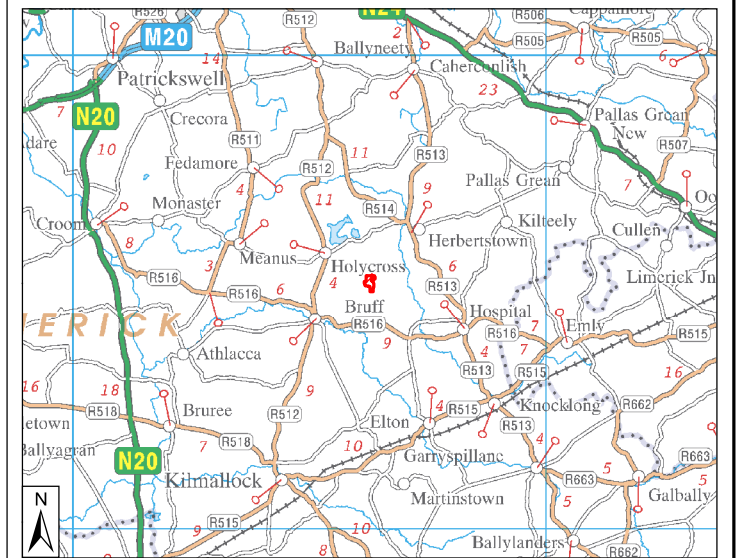 R526
R512
N24
R506
Cappamore
M20
2
R505
R505
Ballyneety
14
6
Patrickswell
Caherconlish
23
7
N20
Crecora
Pallas Grean
New
dare
10
R511
R513
R507
Fedamore
11
R512
Pallas Grean
7
4
9
Monaster
11
R514
Oo
Croom
Kilteely
Cullen
8
Herbertstown
Meanus
Holycross
3
6
Limerick Jn
R516
R516
6
4
R513
Bruff
Hospital
ERICK
R516
R516
7
Emly
R515
9
4
7
Athlacca
R513
R515
16
16
18
9
R662
R518
Bruree
R512
4
R515
Knocklong
etown
Elton
R513
7
R518
10
4
Ballyagran
Garryspillane
R663
N20
5
Kilmallock
R663
5
Galbally
Martinstown
5
N
9
R515
10
Ballylanders
8
R662